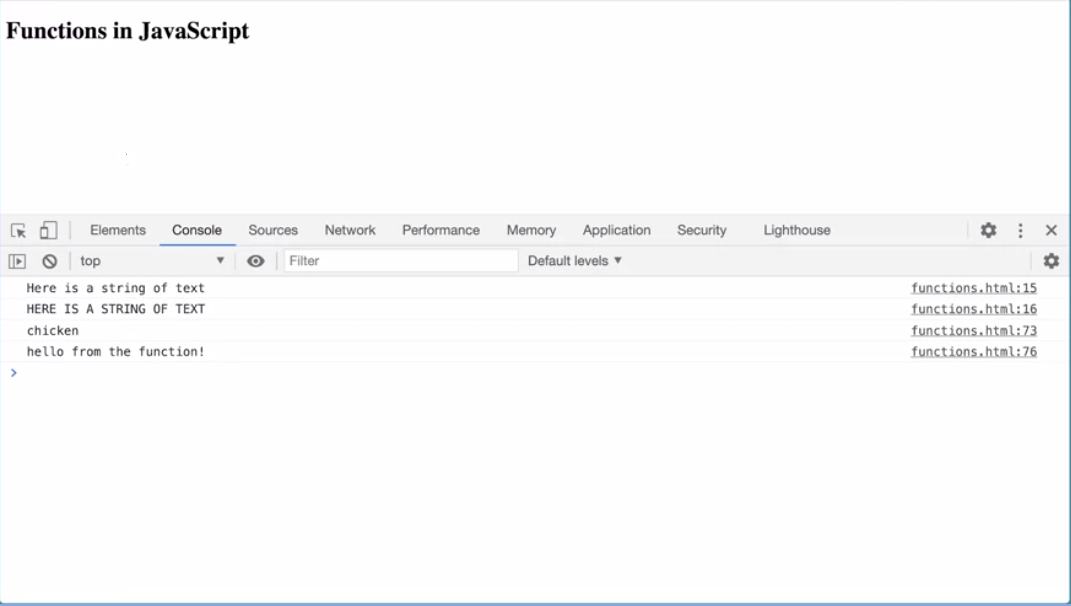 Functions in JavaScript
Elements Console Sources Network Performance Memory Application Security Lighthouse
top Filter Default levels
Here is a string of text functions.html:15
HERE IS A STRING OF TEXT functions.html:16
chicken functions.html:73
hello from the function! functions.html:76